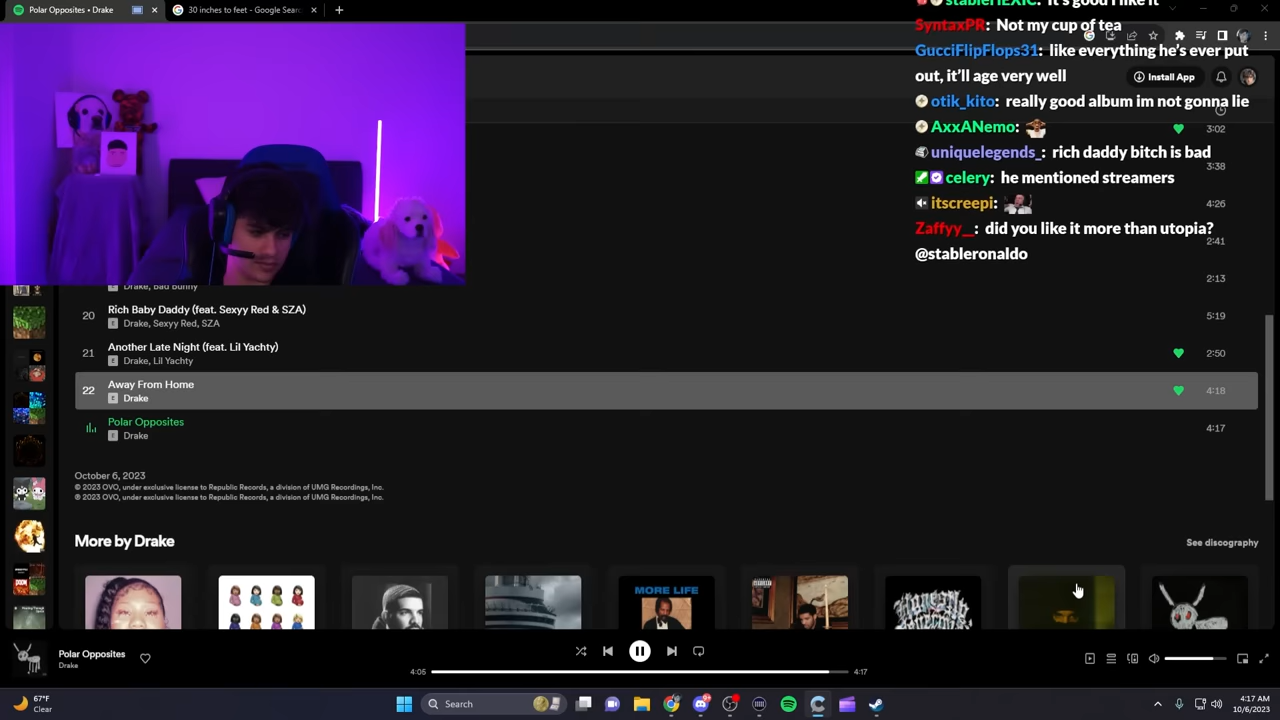 Polar Opposites • Drake
30 inches to feet - Google Sear
stableHEXIC: it's good i like it
SyntaxPR: Not my cup of tea
GucciFlipFlops31: like everything he's ever put
out, it'll age very well
Install App
otik_kito: really good album im not gonna lie
AxxANemo:
3:02
uniquelegends_: rich daddy bitch is bad
3:38
celery: he mentioned streamers
itscreepi:
4:26
Zaffyy__: did you like it more than utopia?
2:41
@stableronaldo
2:13
E Drake, Bad Bunny
20 Rich Baby Daddy (feat. Sexyy Red & SZA) 5:19
E Drake, Sexyy Red, SZA
21 Another Late Night (feat. Lil Yachty) 2:50
E Drake, Lil Yachty
22 Away From Home 4:18
E Drake
Polar Opposites 4:17
E Drake
October 6, 2023
© 2023 OVO, under exclusive license to Republic Records, a division of UMG Recordings, Inc.
℗ 2023 OVO, under exclusive license to Republic Records, a division of UMG Recordings, Inc.
More by Drake
See discography
MORE LIFE
Polar Opposites
Drake
4:05
4:17
67°F
Clear
Search
4:17 AM
10/6/2023